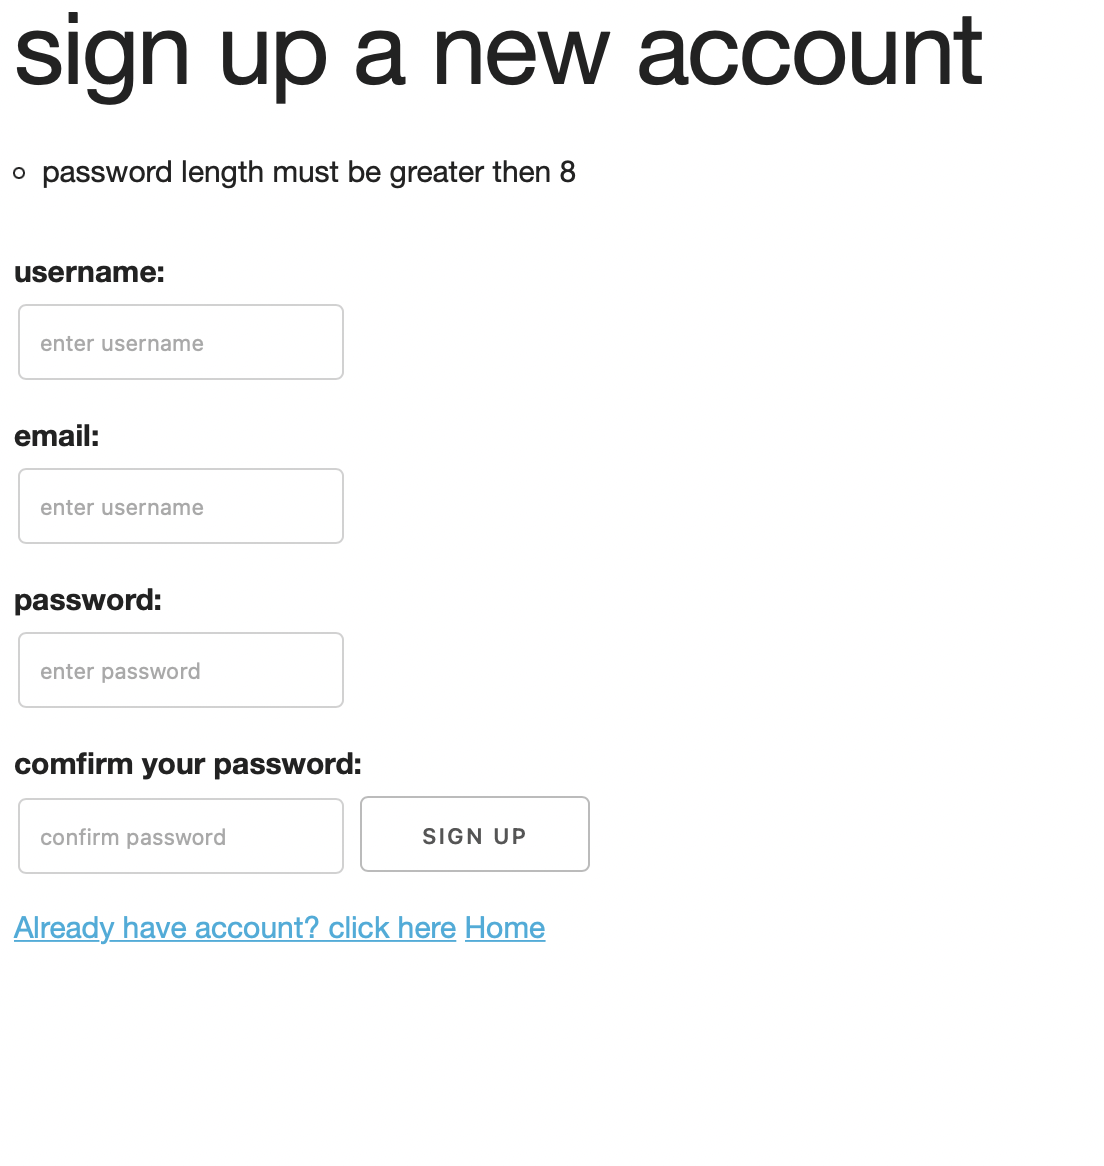 sign up a new account
password length must be greater then 8
username:
enter username
email:
enter username
password:
enter password
comfirm your password:
confirm password SIGN UP
Already have account? click here Home